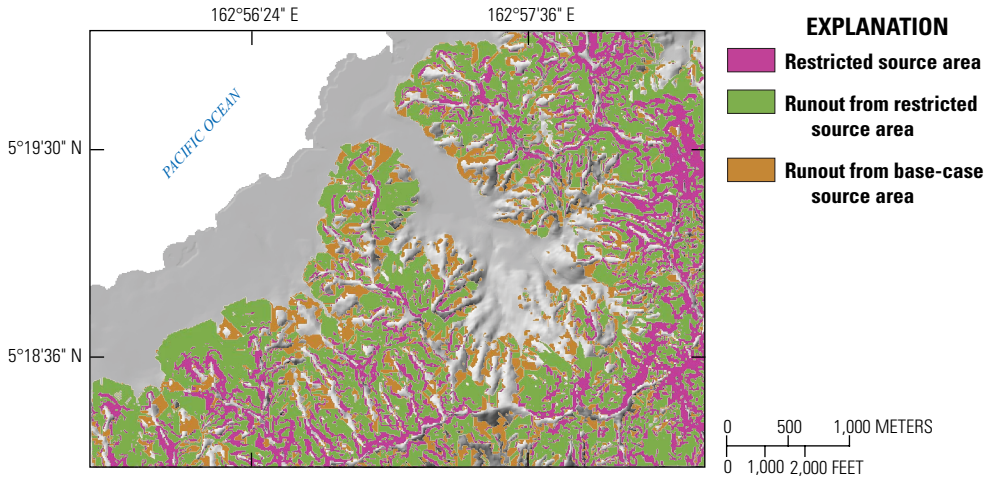 162°56'24" E
162°57'36" E
5°19'30" N
5°18'36" N
PACIFIC OCEAN
EXPLANATION
Restricted source area
Runout from restricted
source area
Runout from base-case
source area
0 500 1,000 METERS
0 1,000 2,000 FEET